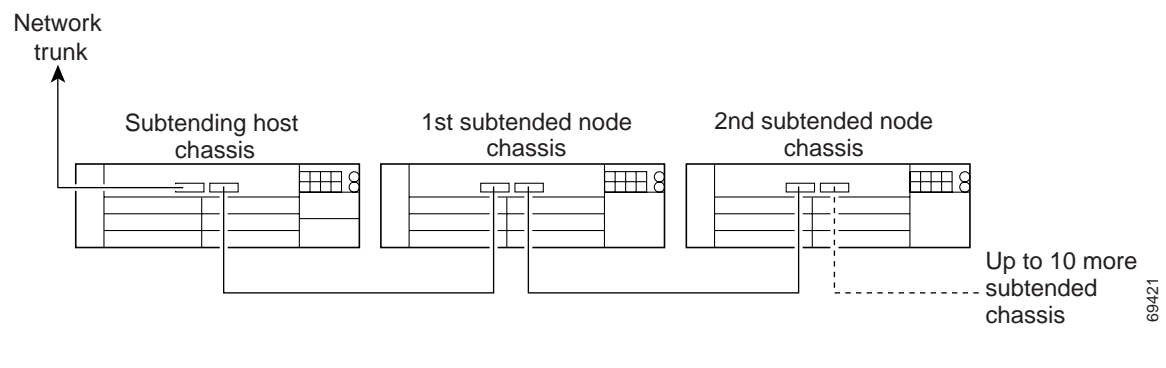 Network
trunk
Subtending host
chassis
1st subtended node
chassis
2nd subtended node
chassis
Up to 10 more
subtended
chassis
69421